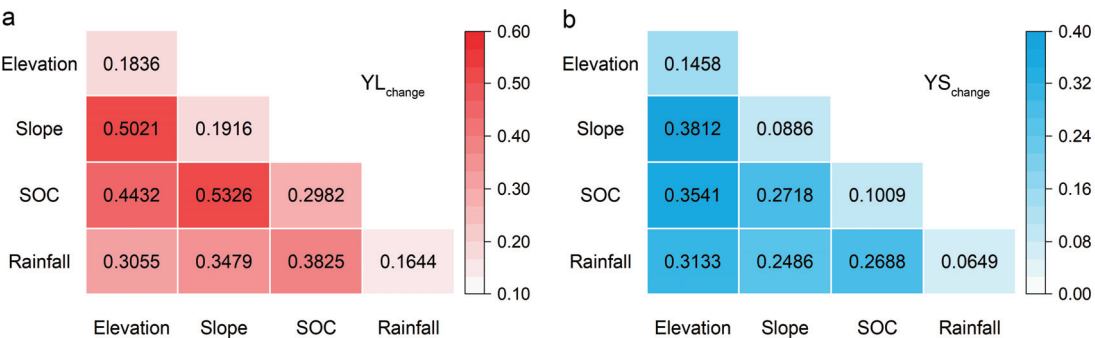 a
0.60
Elevation 0.1836
YL change
0.50
Slope 0.5021 0.1916
0.40
SOC 0.4432 0.5326 0.2982
0.30
0.20
Rainfall 0.3055 0.3479 0.3825 0.1644
0.10
Elevation Slope SOC Rainfall
b
0.40
Elevation 0.1458
YS change
0.32
Slope 0.3812 0.0886
0.24
SOC 0.3541 0.2718 0.1009
0.16
0.08
Rainfall 0.3133 0.2486 0.2688 0.0649
0.00
Elevation Slope SOC Rainfall